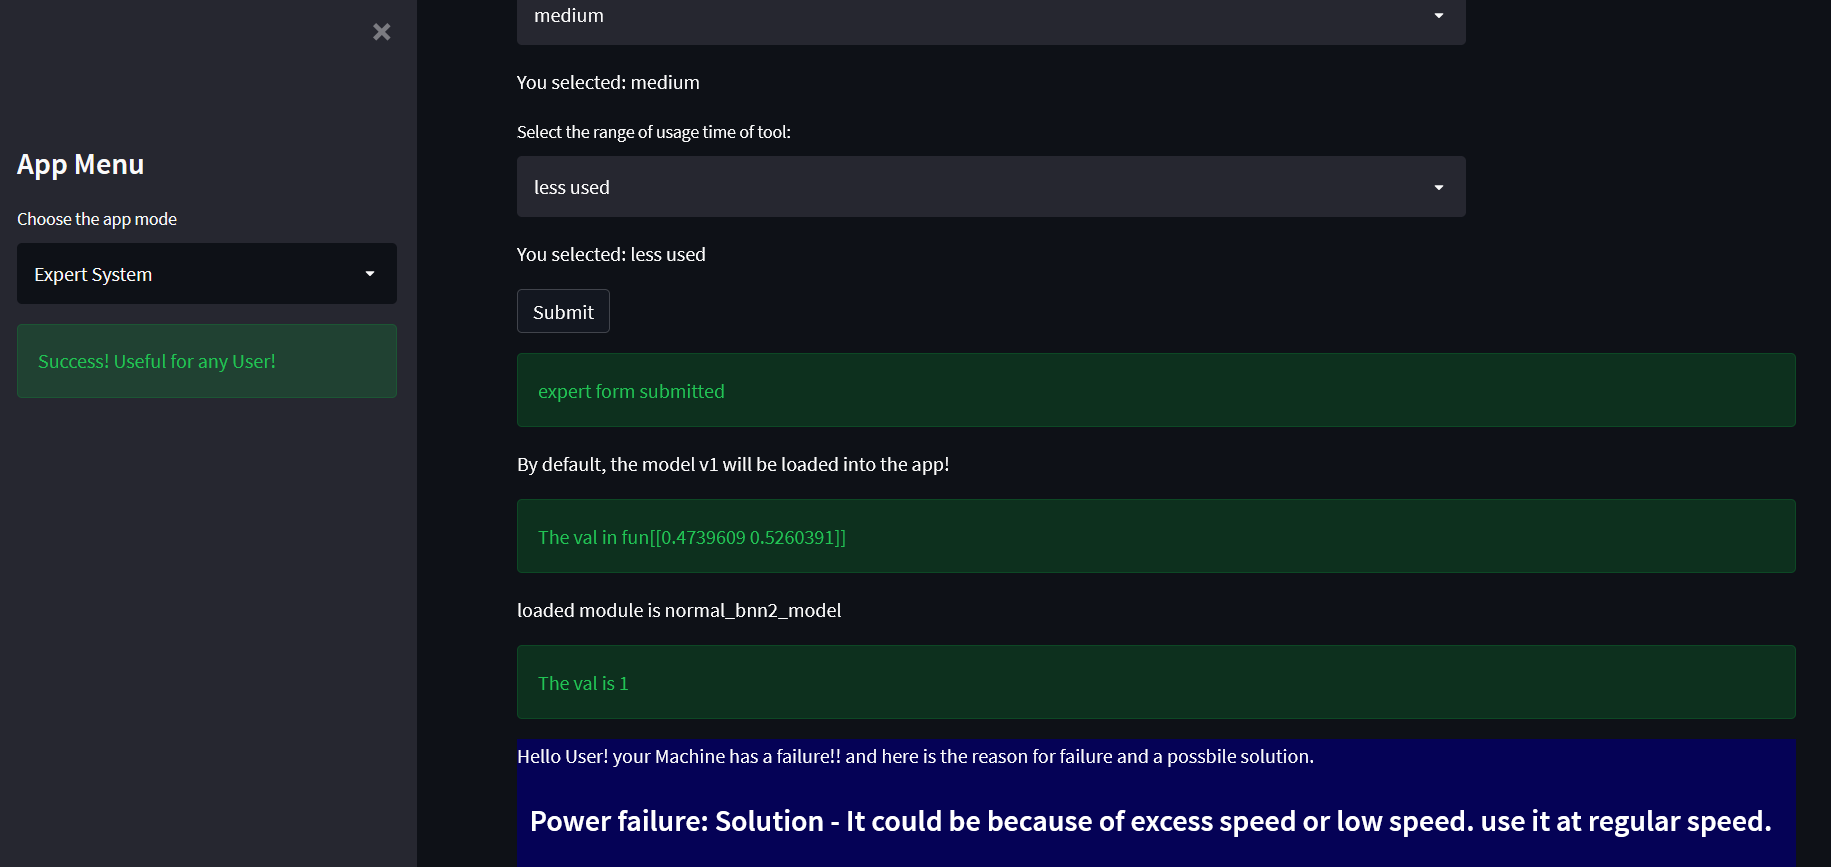 App Menu
Choose the app mode
Expert System
Success! Useful for any User!
medium
You selected: medium
Select the range of usage time of tool:
less used
You selected: less used
Submit
expert form submitted
By default, the model v1 will be loaded into the app!
The val in fun[[0.4739609 0.5260391]]
loaded module is normal_bnn2_model
The val is 1
Hello User! your Machine has a failure!! and here is the reason for failure and a possbile solution.
Power failure: Solution - It could be because of excess speed or low speed. use it at regular speed.